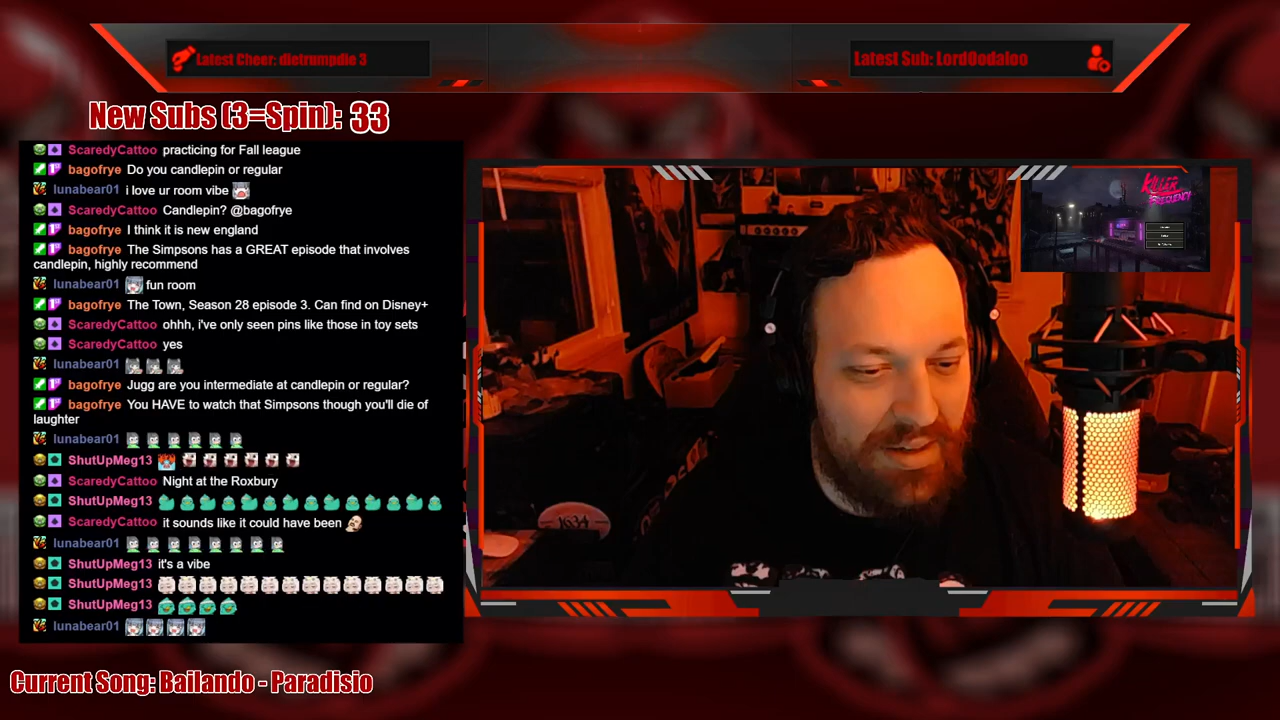 Latest Cheer: dietrumpdie 3
Latest Sub: LordOodaloo
New Subs (3=Spin): 33
ScaredyCattoo practicing for Fall league
bagofrye Do you candlepin or regular
lunabear01 i love ur room vibe
ScaredyCattoo Candlepin? @bagofrye
bagofrye I think it is new england
bagofrye The Simpsons has a GREAT episode that involves
candlepin, highly recommend
lunabear01 fun room
bagofrye The Town, Season 28 episode 3. Can find on Disney+
ScaredyCattoo ohhh, i've only seen pins like those in toy sets
ScaredyCattoo yes
lunabear01
bagofrye Jugg are you intermediate at candlepin or regular?
bagofrye You HAVE to watch that Simpsons though you'll die of
laughter
lunabear01
ShutUpMeg13
ScaredyCattoo Night at the Roxbury
ShutUpMeg13
ScaredyCattoo it sounds like it could have been
lunabear01
ShutUpMeg13 it's a vibe
ShutUpMeg13
ShutUpMeg13
lunabear01
KILLER
FREQUENCY
Current Song: Bailando - Paradisio